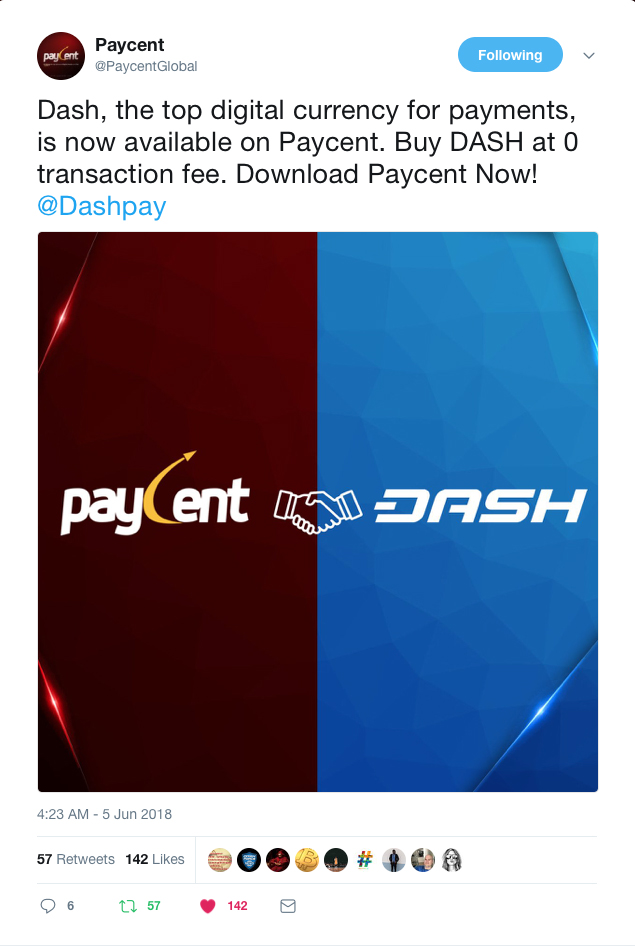 Paycent
@PaycentGlobal
Following
Dash, the top digital currency for payments,
is now available on Paycent. Buy DASH at 0
transaction fee. Download Paycent Now!
@Dashpay
paycent DASH
4:23 AM - 5 Jun 2018
57 Retweets 142 Likes
6 57 142